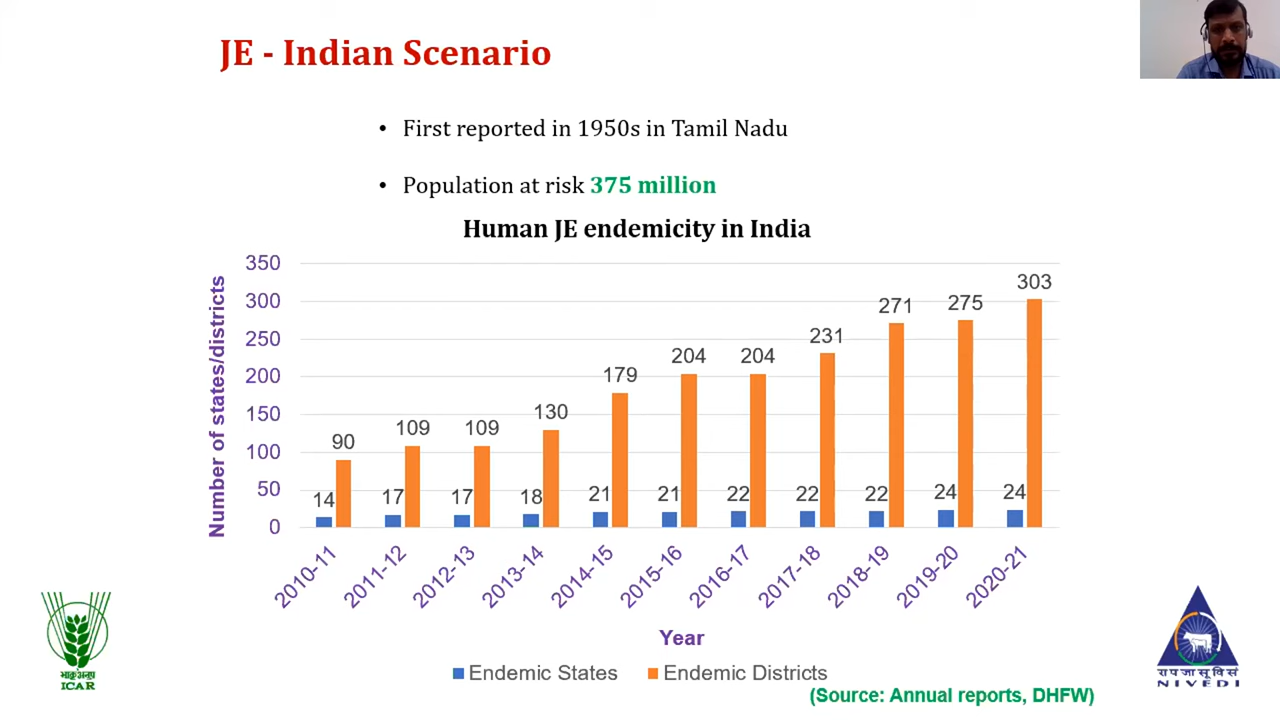 JE - Indian Scenario
• First reported in 1950s in Tamil Nadu
• Population at risk 375 million
Human JE endemicity in India
Number of states/districts
350
300
250
200
150
100
50
0
90 109 109 130 179 204 204 231 271 275 303
14 17 17 18 21 21 22 22 22 24 24
2010-11 2011-12 2012-13 2013-14 2014-15 2015-16 2016-17 2017-18 2018-19 2019-20 2020-21
Year
Endemic States Endemic Districts
(Source: Annual reports, DHFW)
भाकृअनुप
ICAR
NIVEDI